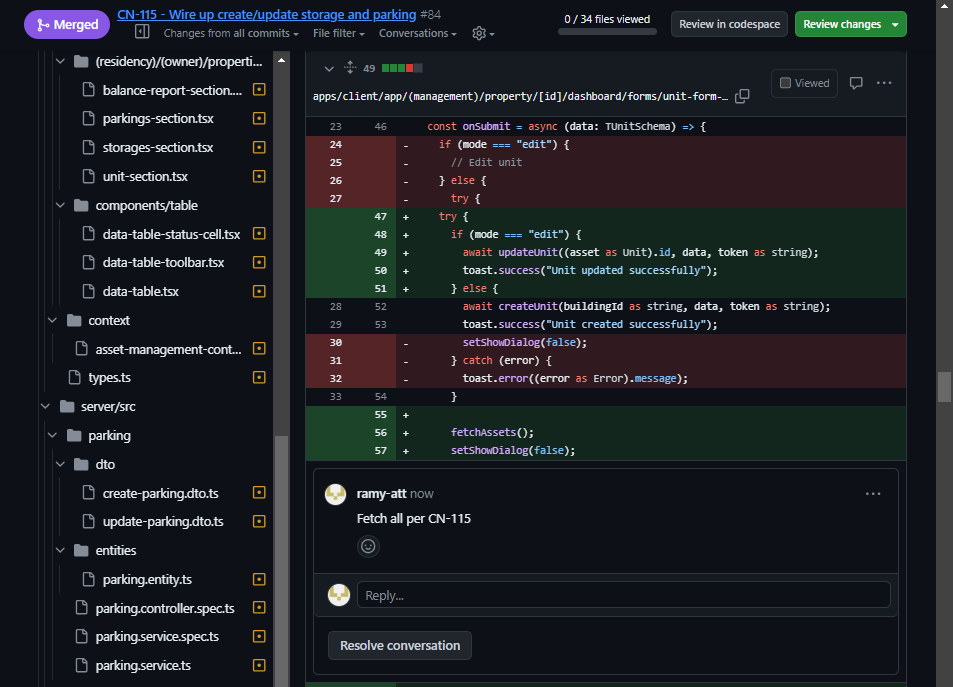 Merged
CN-115 - Wire up create/update storage and parking #84
Changes from all commits
File filter
Conversations
0 / 34 files viewed
Review in codespace
Review changes
(residency)/(owner)/properti...
balance-report-section....
parkings-section.tsx
storages-section.tsx
unit-section.tsx
components/table
data-table-status-cell.tsx
data-table-toolbar.tsx
data-table.tsx
context
asset-management-cont...
types.ts
server/src
parking
dto
create-parking.dto.ts
update-parking.dto.ts
entities
parking.entity.ts
parking.controller.spec.ts
parking.service.spec.ts
parking.service.ts
49
Viewed
apps/client/app/(management)/property/[id]/dashboard/forms/unit-form-…
23 46 const onSubmit = async (data: TUnitSchema) => {
24 - if (mode === "edit") {
25 - // Edit unit
26 - } else {
27 - try {
47 + try {
48 + if (mode === "edit") {
49 + await updateUnit((asset as Unit).id, data, token as string);
50 + toast.success("Unit updated successfully");
51 + } else {
28 52 await createUnit(buildingId as string, data, token as string);
29 53 toast.success("Unit created successfully");
30 - setShowDialog(false);
31 - } catch (error) {
32 - toast.error((error as Error).message);
33 54 }
55 +
56 + fetchAssets();
57 + setShowDialog(false);
ramy-att now
Fetch all per CN-115
Reply...
Resolve conversation